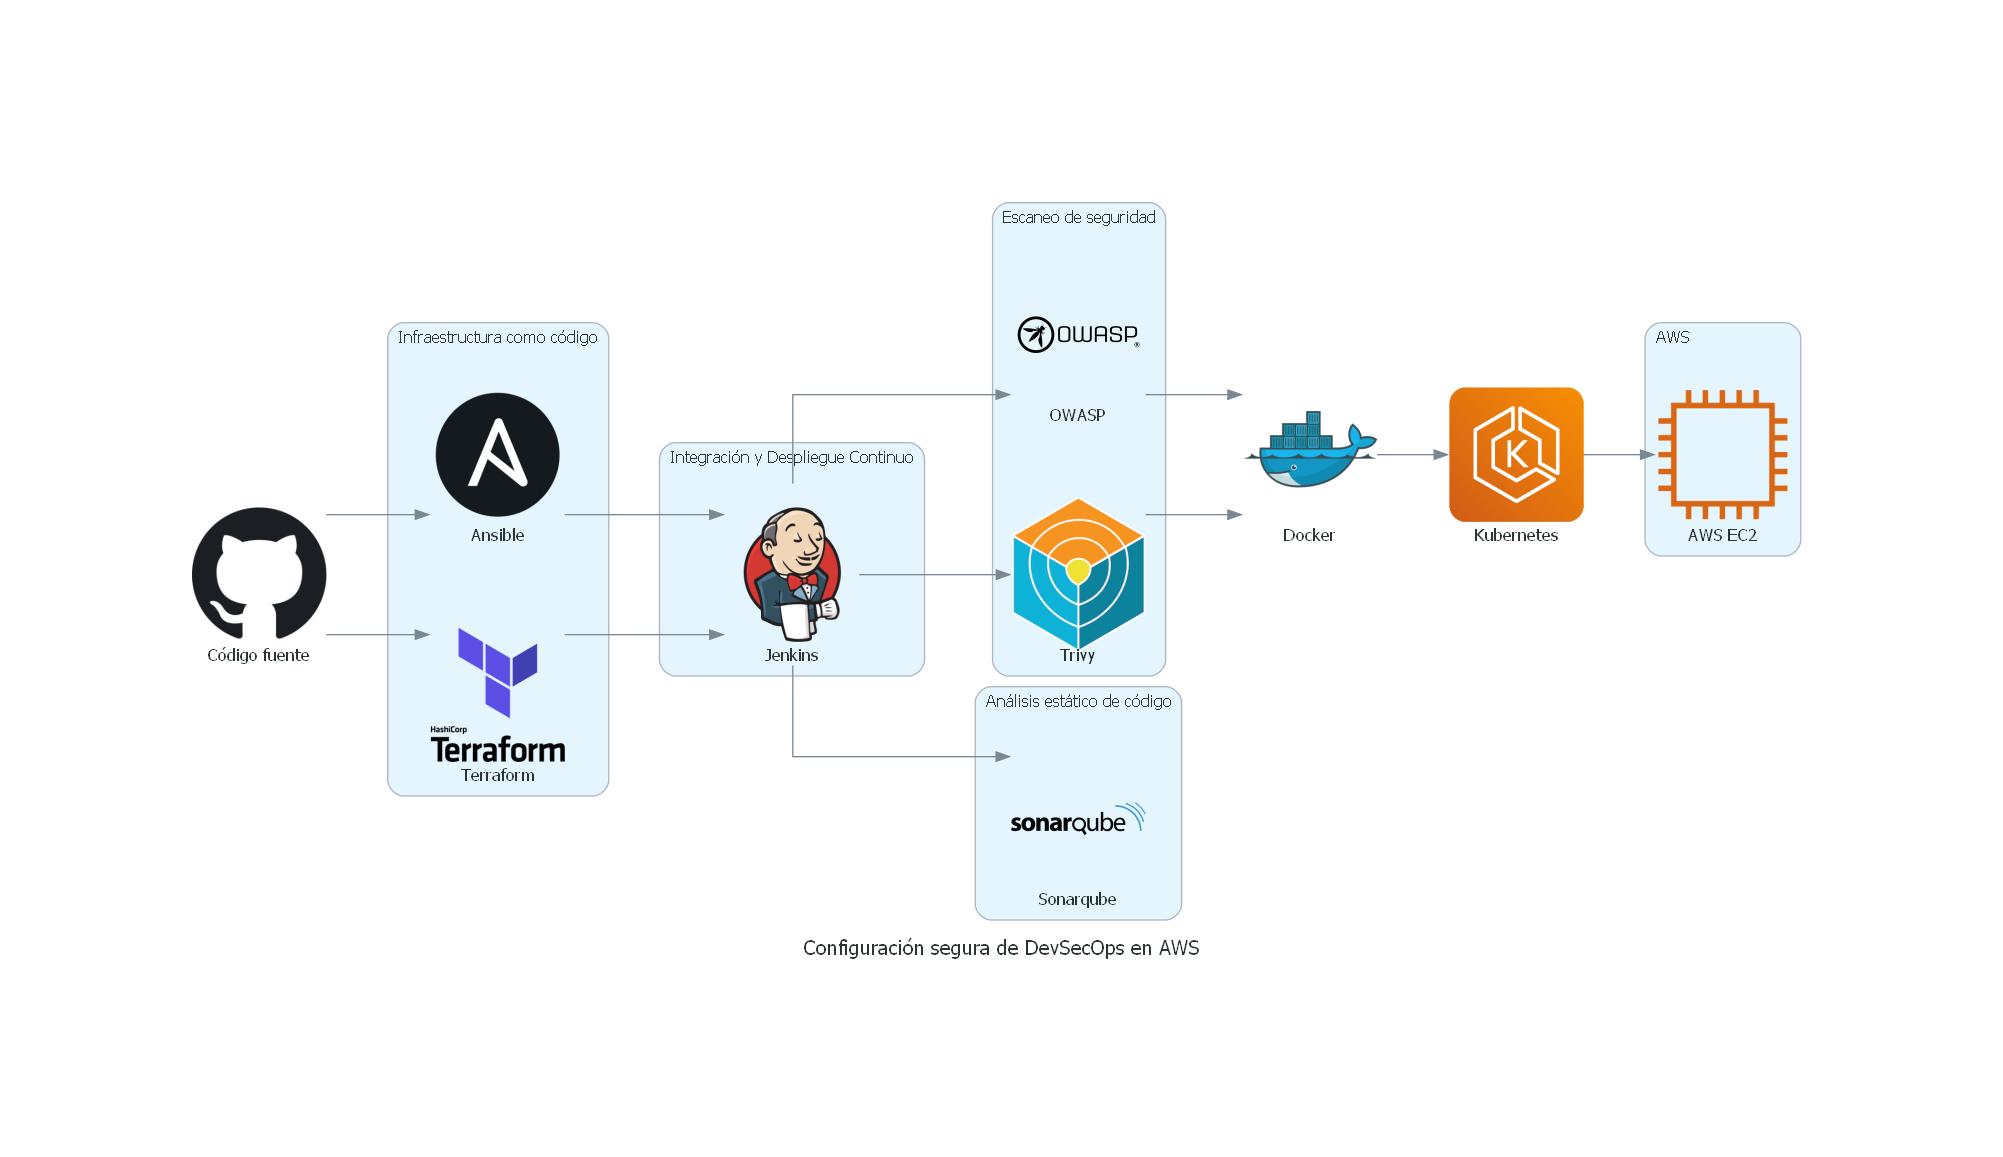 Código fuente
Infraestructura como código
Ansible
HashiCorp
Terraform
Terraform
Integración y Despliegue Continuo
Jenkins
Escaneo de seguridad
OWASP®
OWASP
Trivy
Análisis estático de código
sonarqube
Sonarqube
Docker
K
Kubernetes
AWS
AWS EC2
Configuración segura de DevSecOps en AWS